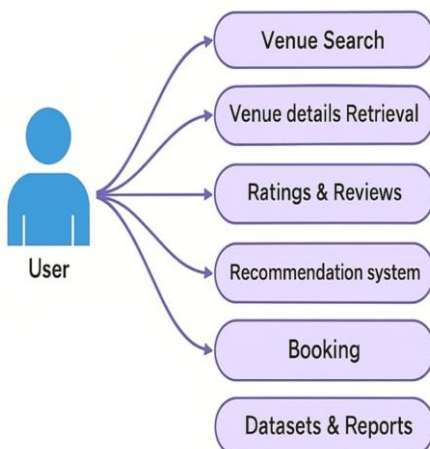 Venue Search
Venue details Retrieval
Ratings & Reviews
User
Recommendation system
Booking
Datasets & Reports